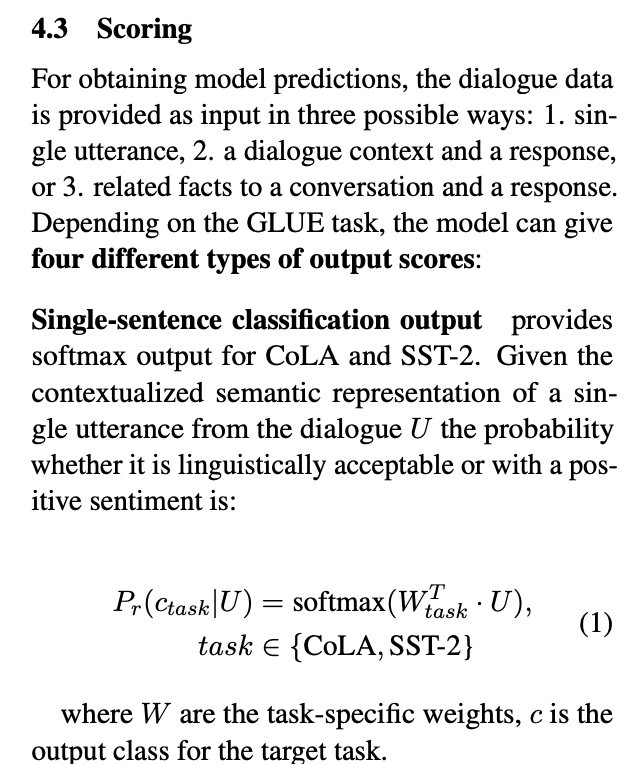 4.3 Scoring
For obtaining model predictions, the dialogue data
is provided as input in three possible ways: 1. sin-
gle utterance, 2. a dialogue context and a response,
or 3. related facts to a conversation and a response.
Depending on the GLUE task, the model can give
four different types of output scores:
Single-sentence classification output provides
softmax output for CoLA and SST-2. Given the
contextualized semantic representation of a sin-
gle utterance from the dialogue U the probability
whether it is linguistically acceptable or with a pos-
itive sentiment is:
P_r(c_{task}|U) = softmax(W_{task}^T · U),
task ∈ {CoLA, SST-2}
(1)
where W are the task-specific weights, c is the
output class for the target task.